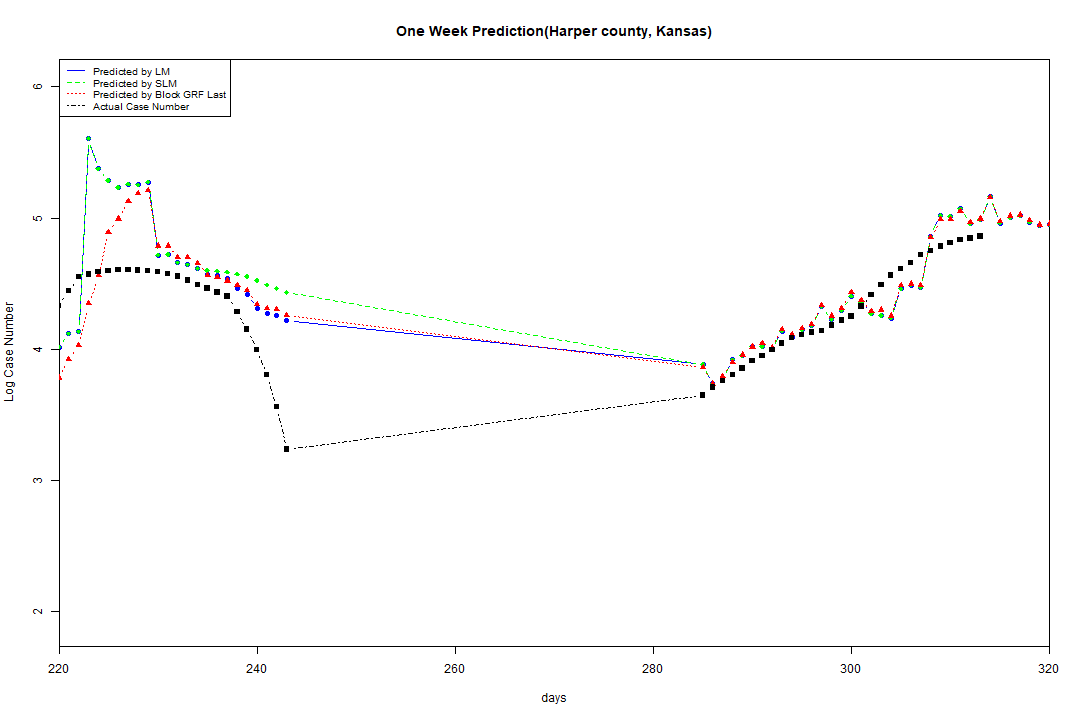 One Week Prediction(Harper county, Kansas)
Predicted by LM
Predicted by SLM
Predicted by Block GRF Last
Actual Case Number
6
5
4
3
2
Log Case Number
220 240 260 280 300 320
days